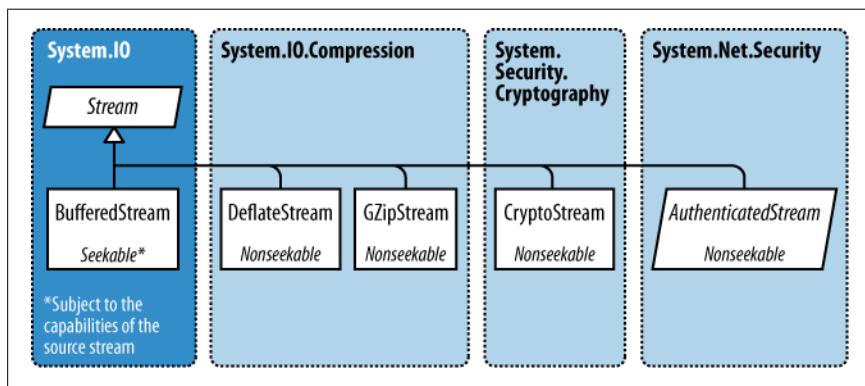 System.IO
Stream
BufferedStream
Seekable*
*Subject to the
capabilities of the
source stream
System.IO.Compression
DeflateStream
Nonseekable
GZipStream
Nonseekable
System.
Security.
Cryptography
CryptoStream
Nonseekable
System.Net.Security
AuthenticatedStream
Nonseekable